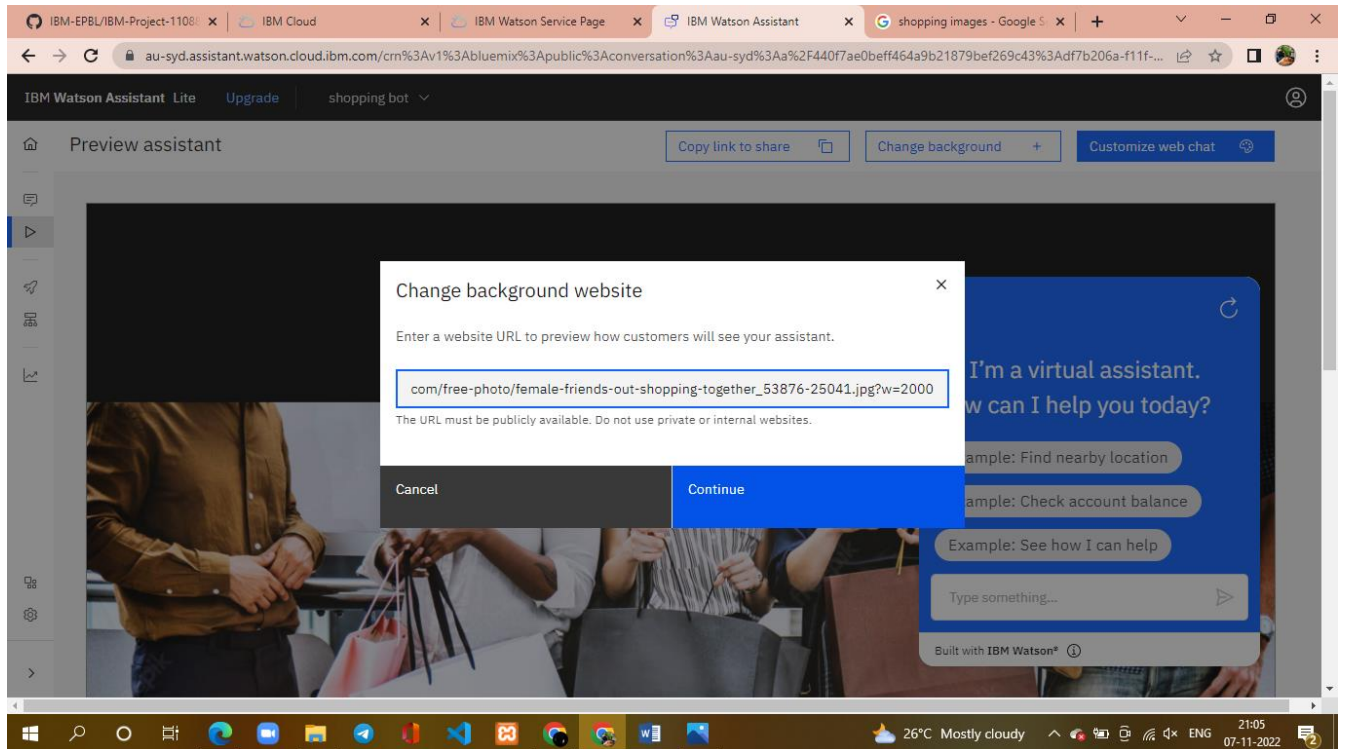 IBM-EPBL/IBM-Project-1108
IBM Cloud
IBM Watson Service Page
IBM Watson Assistant
shopping images - Google S
au-syd.assistant.watson.cloud.ibm.com/crn%3Av1%3Abluemix%3Apublic%3Aconversation%3Aau-syd%3Aa%2F440f7ae0beff464a9b21879bef269c43%3Adf7b206a-f11f-...
IBM Watson Assistant Lite
Upgrade
shopping bot
Preview assistant
Copy link to share
Change background +
Customize web chat
Change background website
Enter a website URL to preview how customers will see your assistant.
com/free-photo/female-friends-out-shopping-together_53876-25041.jpg?w=2000
The URL must be publicly available. Do not use private or internal websites.
Cancel
Continue
I'm a virtual assistant.
w can I help you today?
ample: Find nearby location
ample: Check account balance
Example: See how I can help
Type something...
Built with IBM Watson®
26°C Mostly cloudy
ENG
21:05
07-11-2022
2